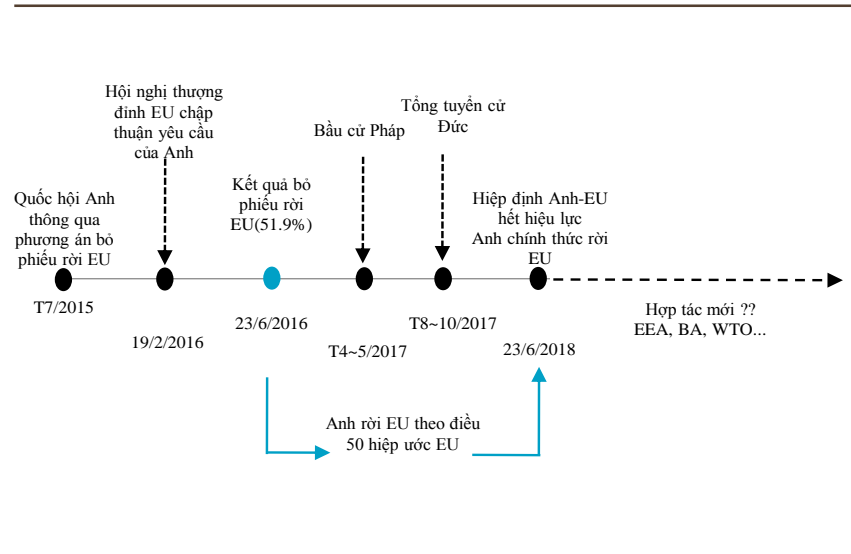 Hội nghị thượng
đỉnh EU chập
thuận yêu cầu
của Anh
Tổng tuyển cử
Đức
Bầu cử Pháp
Quốc hội Anh
thông qua
phương án bỏ
phiếu rời EU
Kết quả bỏ
phiếu rời
EU(51.9%)
Hiệp định Anh-EU
hết hiệu lực
Anh chính thức rời
EU
T7/2015
19/2/2016
23/6/2016
T4~5/2017
T8~10/2017
23/6/2018
Hợp tác mới ??
EEA, BA, WTO...
Anh rời EU theo điều
50 hiệp ước EU